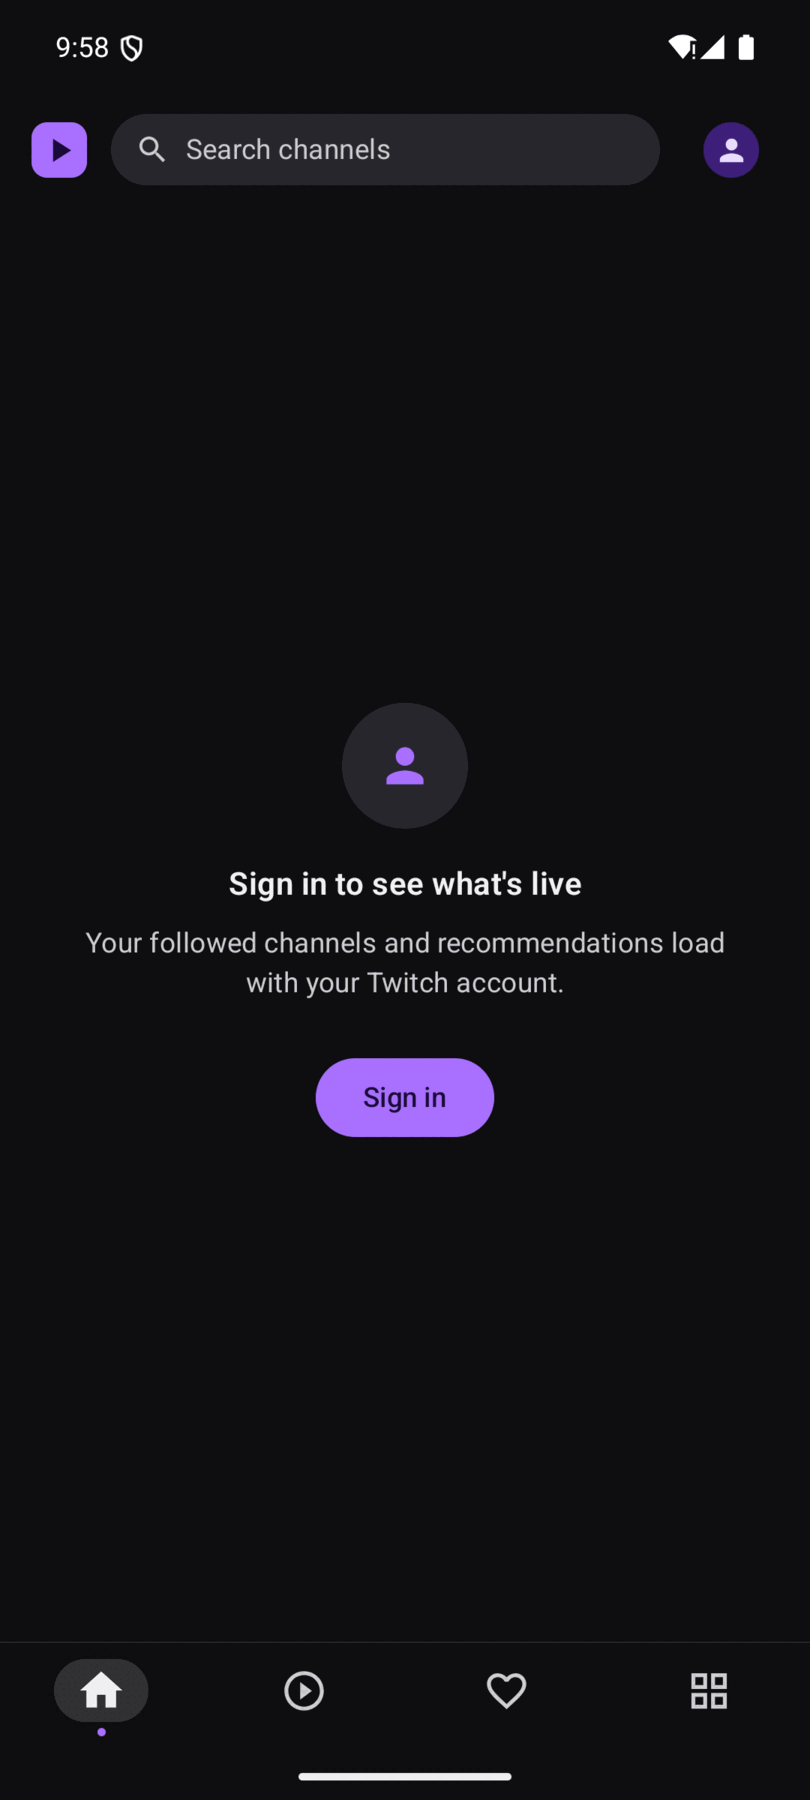 9:58
Search channels
Sign in to see what's live
Your followed channels and recommendations load
with your Twitch account.
Sign in